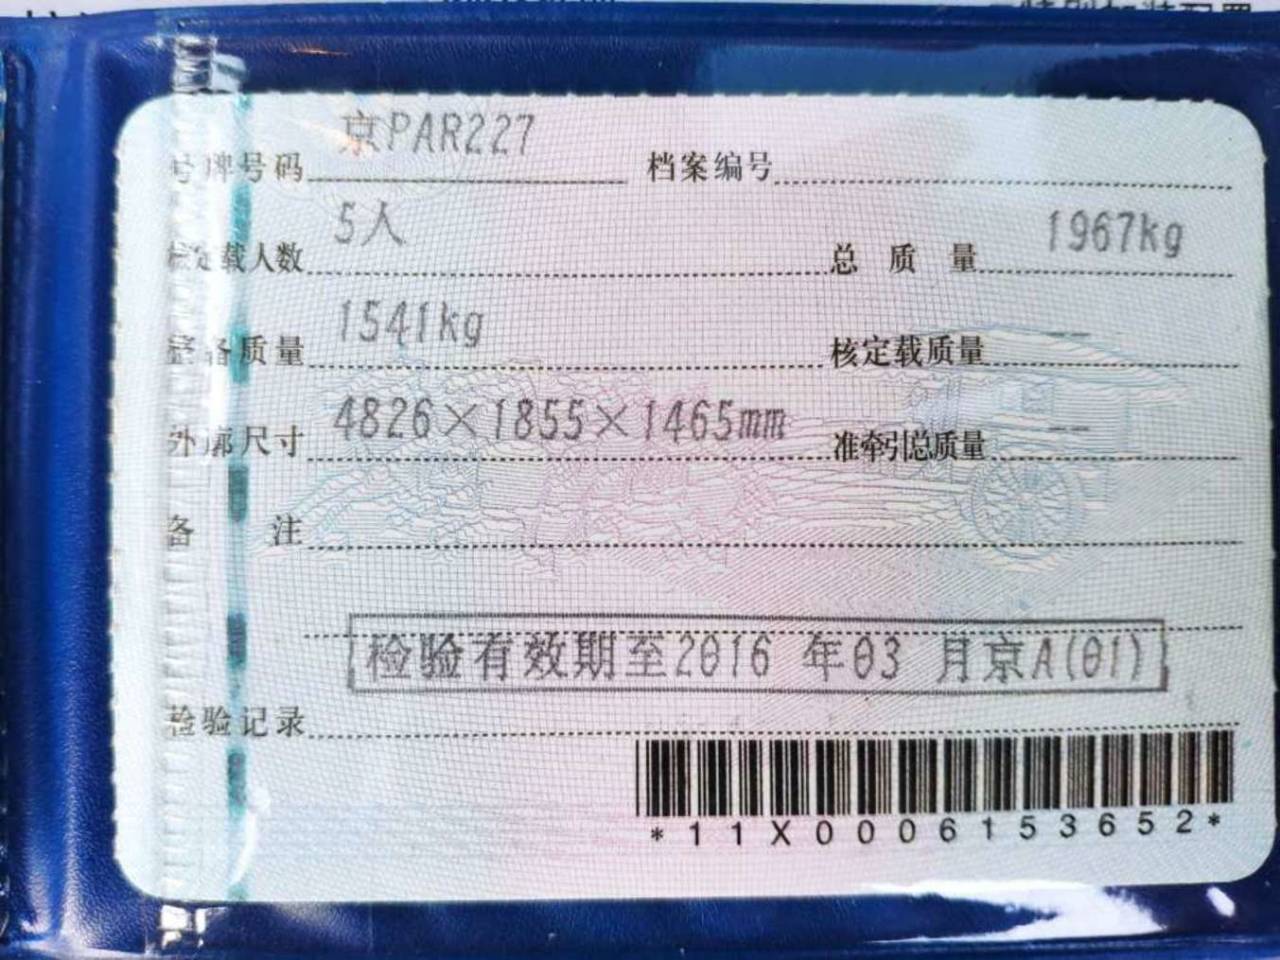 号牌号码 京PAR227 档案编号
核定载人数 5人 总质量 1967kg
整备质量 1541kg 核定载质量 --
外廓尺寸 4826×1855×1465mm 准牵引总质量 --
备注
检验有效期至2016 年03 月京A(01)
检验记录
*11X0006153652*